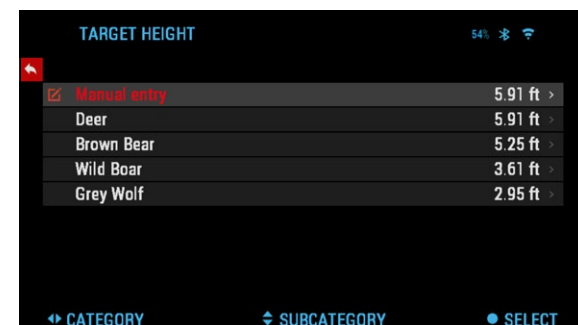 TARGET HEIGHT 54%
Manual entry 5.91 ft
Deer 5.91 ft
Brown Bear 5.25 ft
Wild Boar 3.61 ft
Grey Wolf 2.95 ft
CATEGORY SUBCATEGORY SELECT